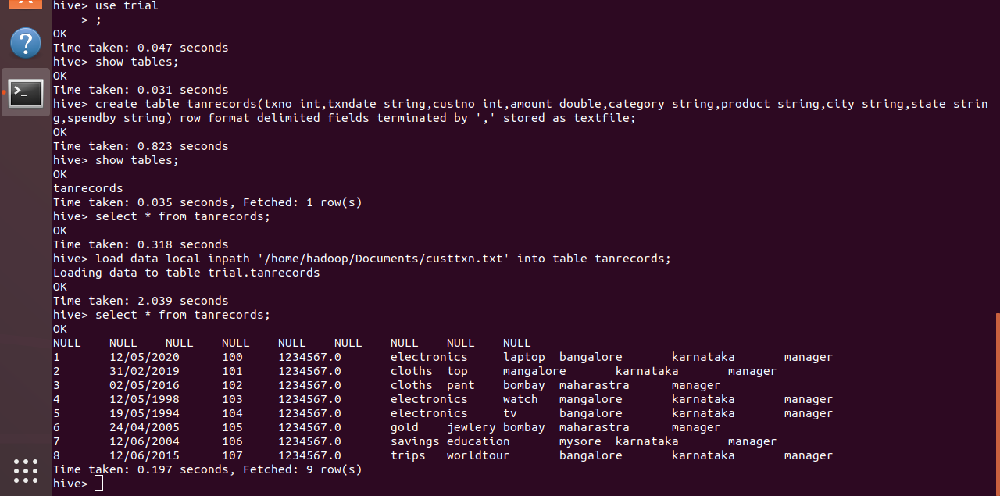 hive> use trial
    > ;
OK
Time taken: 0.047 seconds
hive> show tables;
OK
Time taken: 0.031 seconds
hive> create table tanrecords(txno int,txndate string,custno int,amount double,category string,product string,city string,state strin
g,spendby string) row format delimited fields terminated by ',' stored as textfile;
OK
Time taken: 0.823 seconds
hive> show tables;
OK
tanrecords
Time taken: 0.035 seconds, Fetched: 1 row(s)
hive> select * from tanrecords;
OK
Time taken: 0.318 seconds
hive> load data local inpath '/home/hadoop/Documents/custtxn.txt' into table tanrecords;
Loading data to table trial.tanrecords
OK
Time taken: 2.039 seconds
hive> select * from tanrecords;
OK
NULL	NULL	NULL	NULL	NULL	NULL	NULL	NULL	NULL
1	12/05/2020	100	1234567.0	electronics	laptop	bangalore	karnataka	manager
2	31/02/2019	101	1234567.0	cloths	top	mangalore	karnataka	manager
3	02/05/2016	102	1234567.0	cloths	pant	bombay	maharastra	manager
4	12/05/1998	103	1234567.0	electronics	watch	mangalore	karnataka	manager
5	19/05/1994	104	1234567.0	electronics	tv	bangalore	karnataka	manager
6	24/04/2005	105	1234567.0	gold	jewlery	bombay	maharastra	manager
7	12/06/2004	106	1234567.0	savings	education	mysore	karnataka	manager
8	12/06/2015	107	1234567.0	trips	worldtour	bangalore	karnataka	manager
Time taken: 0.197 seconds, Fetched: 9 row(s)
hive>